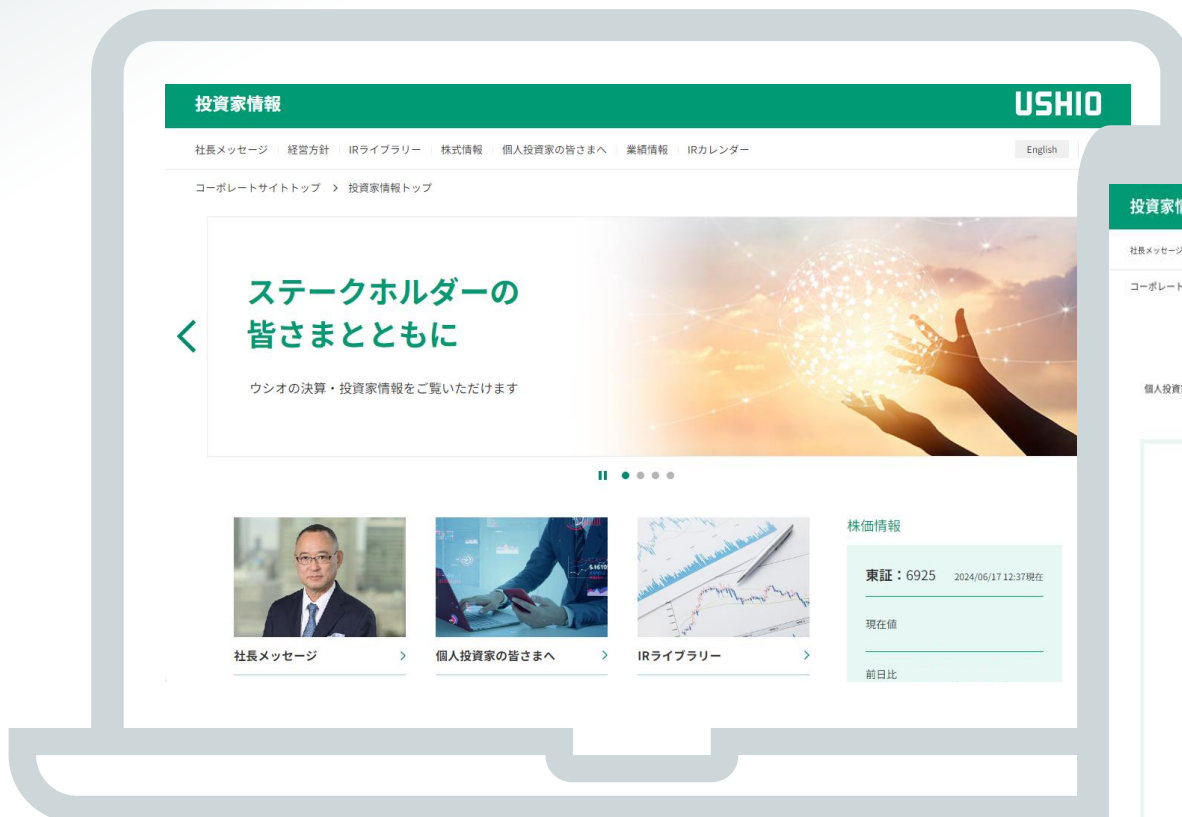 投資家情報
USHIO
社長メッセージ 経営方針 IRライブラリー 株式情報 個人投資家の皆さまへ 業績情報 IRカレンダー
English
コーポレートサイトトップ > 投資家情報トップ
ステークホルダーの
皆さまとともに
ウシオの決算・投資家情報をご覧いただけます
社長メッセージ
個人投資家の皆さまへ
IRライブラリー
株価情報
東証：6925 2024/06/17 12:37現在
現在値
前日比
投資家
社長メッセージ
コーポレート
個人投資